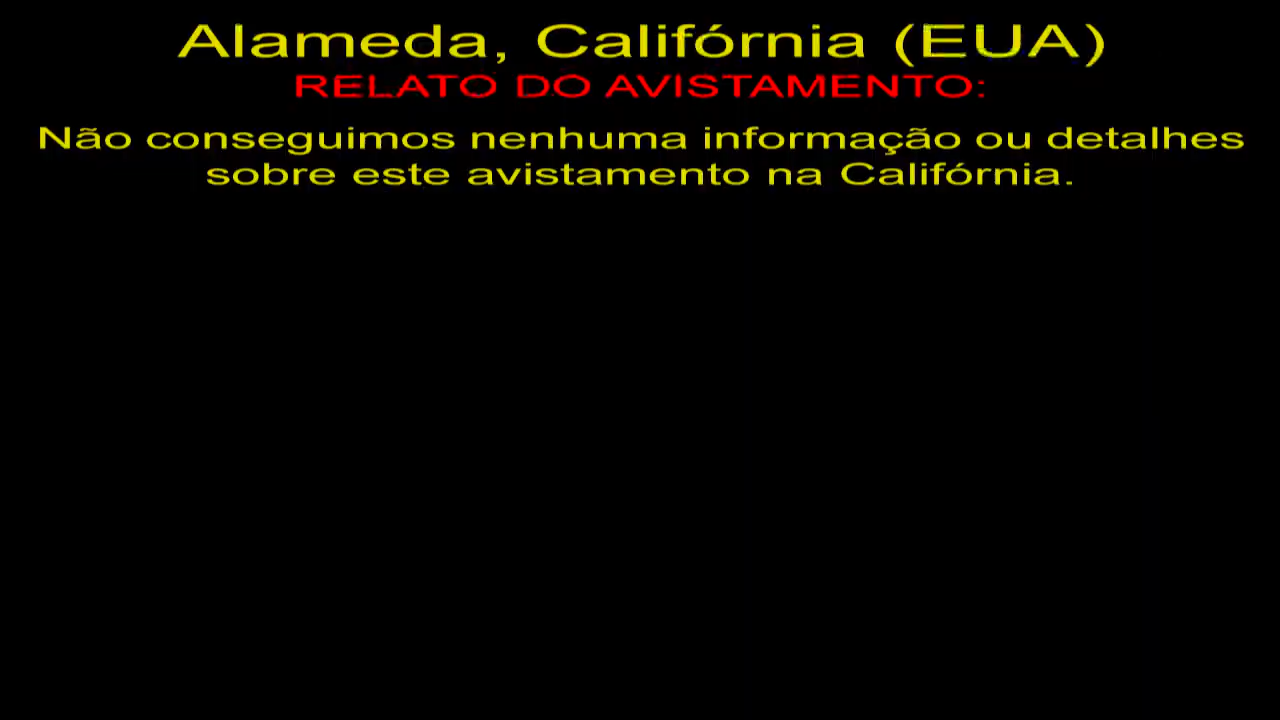 Alameda, Califórnia (EUA)
RELATO DO AVISTAMENTO:
Não conseguimos nenhuma informação ou detalhes
sobre este avistamento na Califórnia.